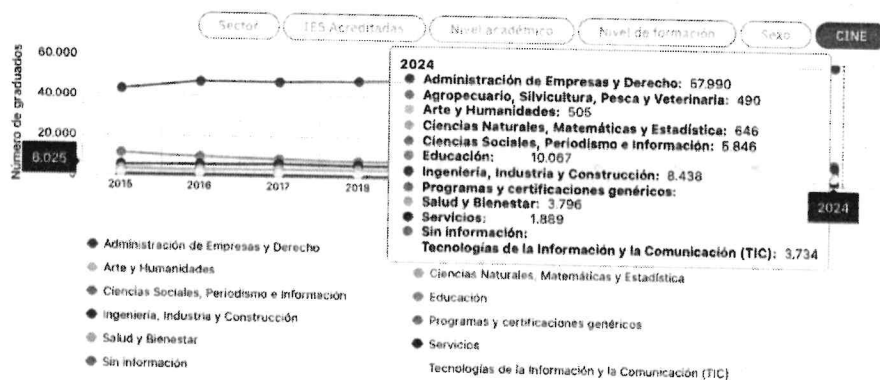 Sector
IES Acreditadas
Nivel académico
Nivel de formación
Sexo
CINE
Número de graduados
60.000
40.000
20.000
6.025
2015
2016
2017
2018
2024
2024
Administración de Empresas y Derecho: 57.990
Agropecuario, Silvicultura, Pesca y Veterinaria: 490
Arte y Humanidades: 505
Ciencias Naturales, Matemáticas y Estadística: 646
Ciencias Sociales, Periodismo e Información: 5.846
Educación: 10.067
Ingeniería, Industria y Construcción: 8.438
Programas y certificaciones genéricos:
Salud y Bienestar: 3.796
Servicios: 1.889
Sin información:
Tecnologías de la Información y la Comunicación (TIC): 3.734
Administración de Empresas y Derecho
Arte y Humanidades
Ciencias Sociales, Periodismo e Información
Ingeniería, Industria y Construcción
Salud y Bienestar
Sin información
Ciencias Naturales, Matemáticas y Estadística
Educación
Programas y certificaciones genéricos
Servicios
Tecnologías de la Información y la Comunicación (TIC)